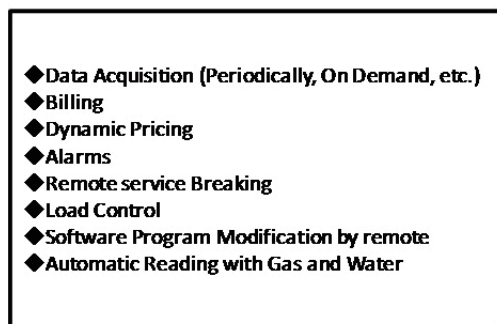 ◆Data Acquisition (Periodically, On Demand, etc.)
◆Billing
◆Dynamic Pricing
◆Alarms
◆Remote service Breaking
◆Load Control
◆Software Program Modification by remote
◆Automatic Reading with Gas and Water